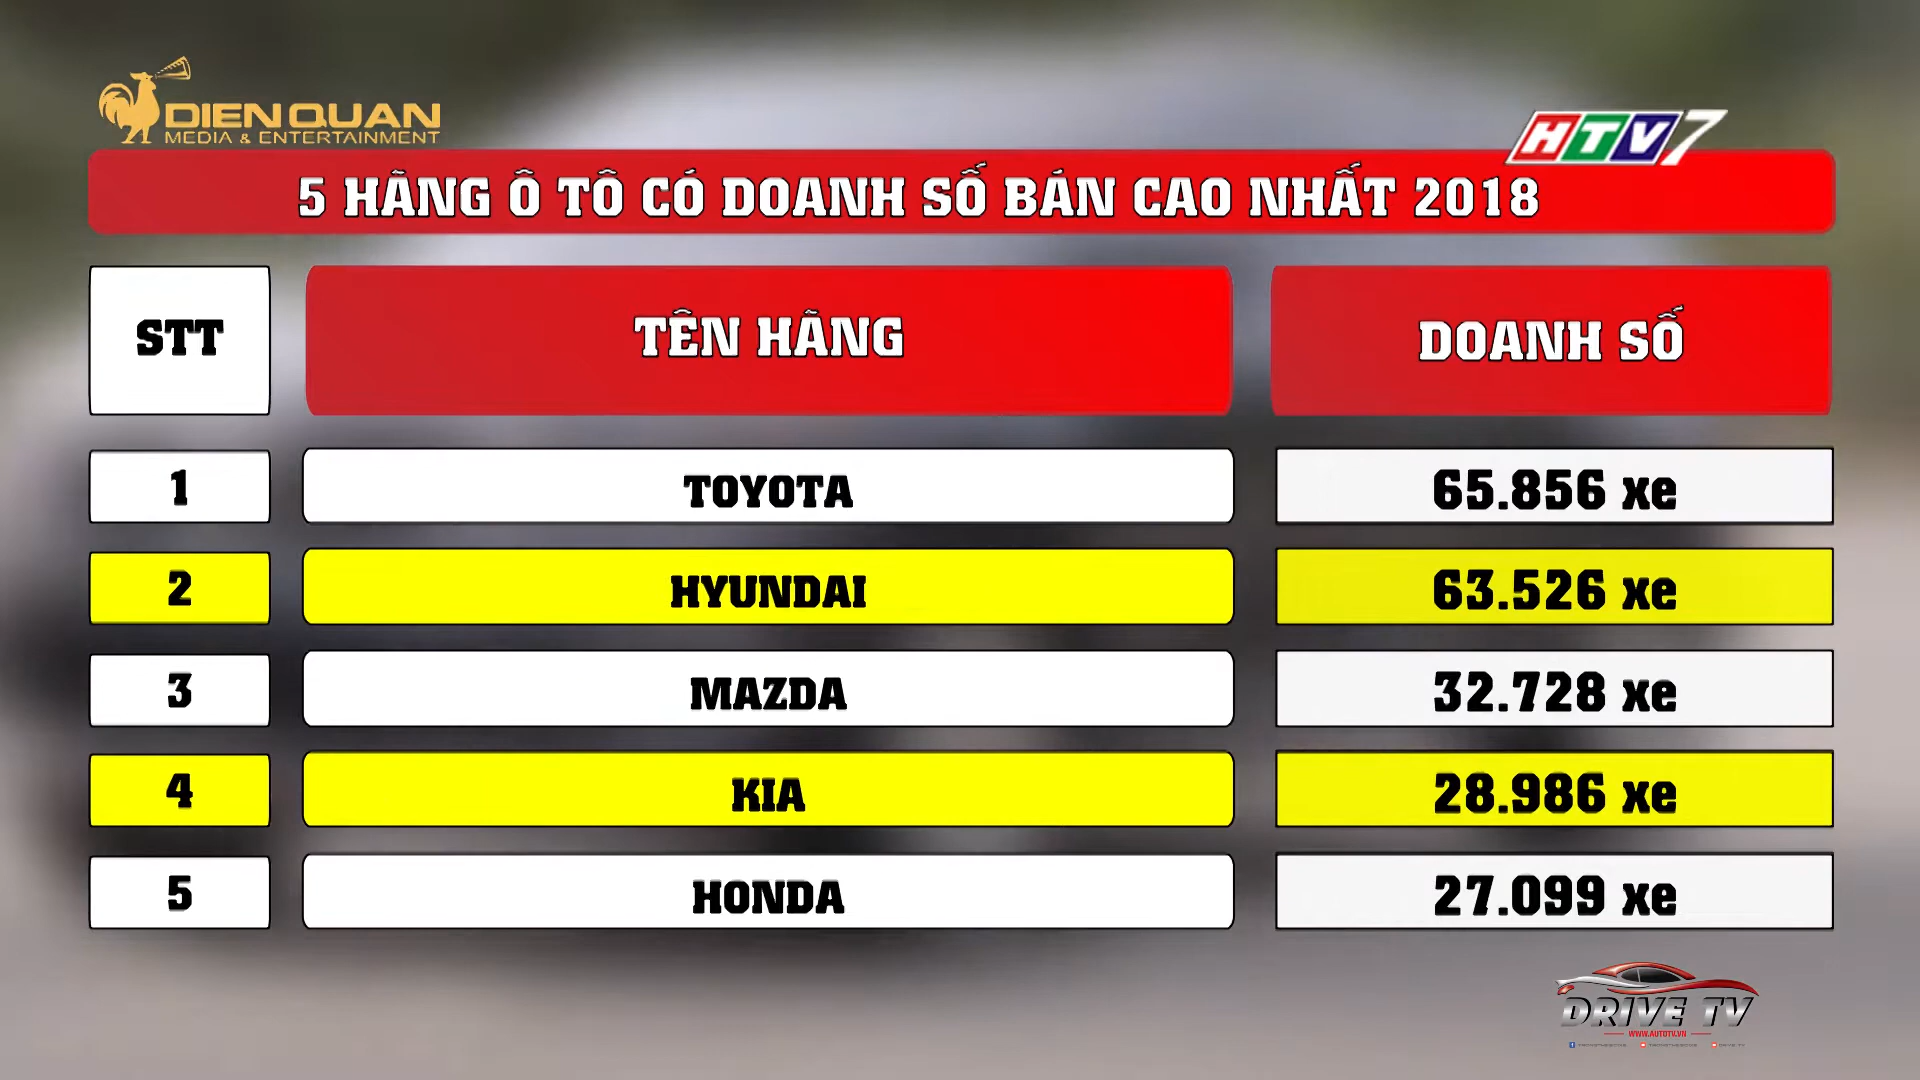 DIEN QUAN
MEDIA & ENTERTAINMENT
HTV7
5 HÃNG Ô TÔ CÓ DOANH SỐ BÁN CAO NHẤT 2018
STT TÊN HÃNG DOANH SỐ
1 TOYOTA 65.856 xe
2 HYUNDAI 63.526 xe
3 MAZDA 32.728 xe
4 KIA 28.986 xe
5 HONDA 27.099 xe
DRIVE TV
WWW.AUTOTV.VN